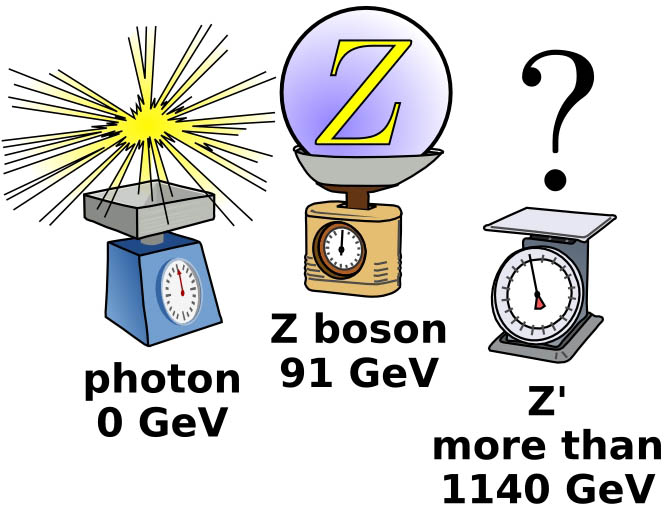 Z
?
photon
0 GeV
Z boson
91 GeV
Z'
more than
1140 GeV